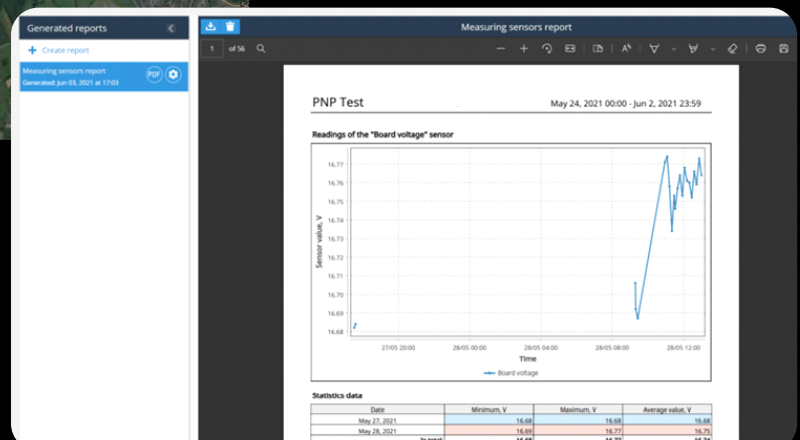 Generated reports
Create report
Measuring sensors report
Generated: Jun 03, 2021 at 17:03
PDF
Measuring sensors report
1 of 56
PNP Test
May 24, 2021 00:00 - Jun 2, 2021 23:59
Readings of the "Board voltage" sensor
Sensor value, V
16.77
16.76
16.75
16.74
16.73
16.72
16.71
16.70
16.69
16.68
27/05 20:00 28/05 00:00 28/05 04:00 28/05 08:00 28/05 12:00
Time
Board voltage
Statistics data
Date Minimum, V Maximum, V Average value, V
May 27, 2021 16.68 16.68 16.68
May 28, 2021 16.69 16.77 16.75